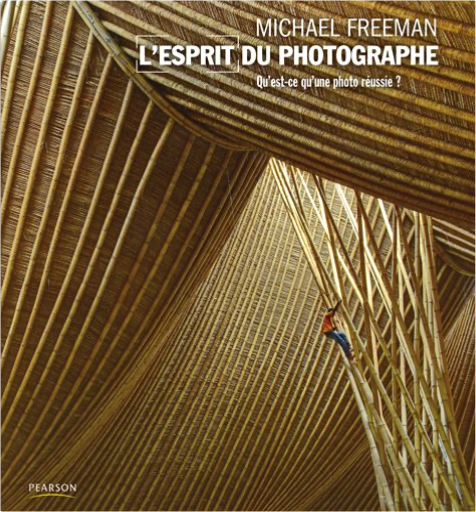 MICHAEL FREEMAN
L'ESPRIT DU PHOTOGRAPHE
Qu'est-ce qu'une photo réussie ?
PEARSON